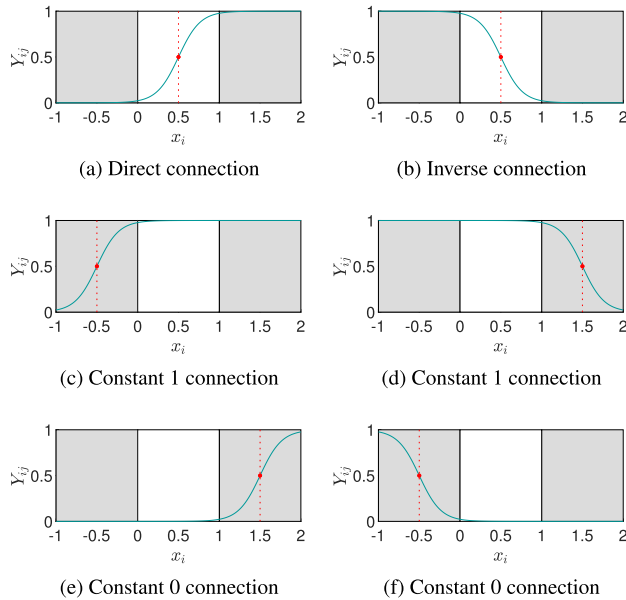 Y_ij
1
0.5
0
-1 -0.5 0 0.5 1 1.5 2
x_i
(a) Direct connection
Y_ij
1
0.5
0
-1 -0.5 0 0.5 1 1.5 2
x_i
(b) Inverse connection
Y_ij
1
0.5
0
-1 -0.5 0 0.5 1 1.5 2
x_i
(c) Constant 1 connection
Y_ij
1
0.5
0
-1 -0.5 0 0.5 1 1.5 2
x_i
(d) Constant 1 connection
Y_ij
1
0.5
0
-1 -0.5 0 0.5 1 1.5 2
x_i
(e) Constant 0 connection
Y_ij
1
0.5
0
-1 -0.5 0 0.5 1 1.5 2
x_i
(f) Constant 0 connection